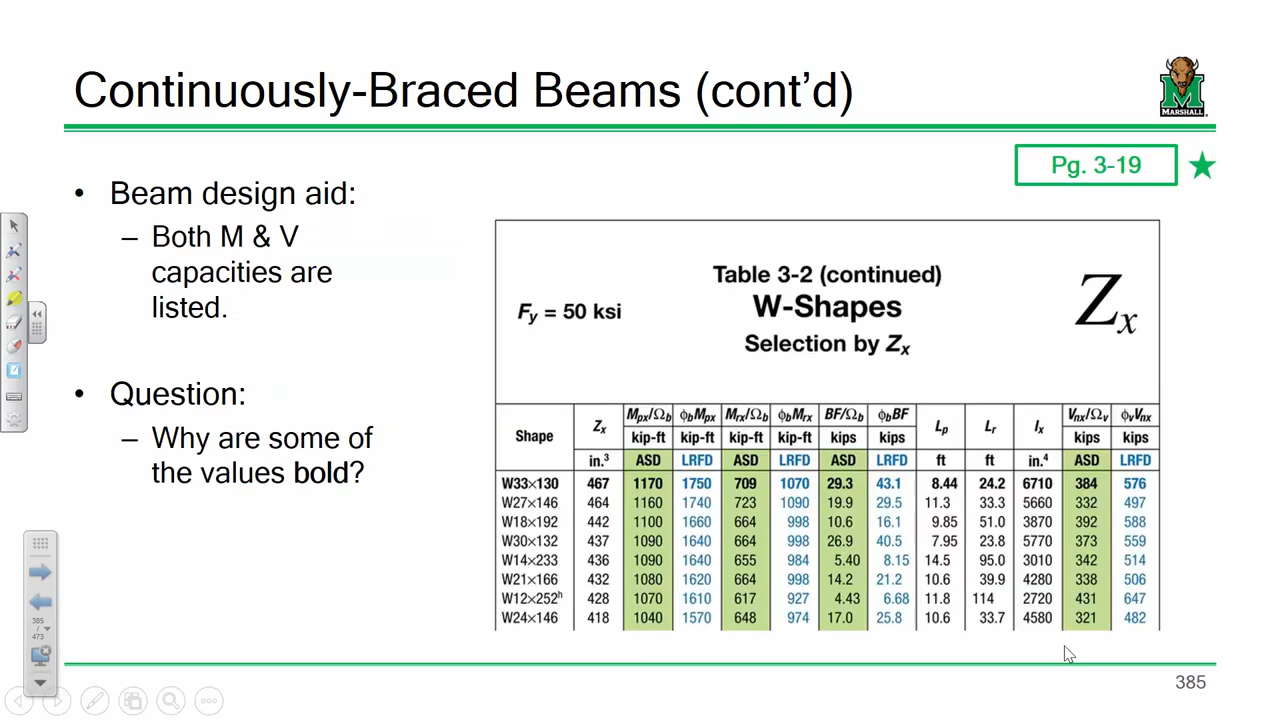 Continuously-Braced Beams (cont’d)
MARSHALL
Pg. 3-19
• Beam design aid:
– Both M & V
capacities are
listed.
• Question:
– Why are some of
the values bold?
Table 3-2 (continued)
W-Shapes
Selection by Zx
Fy = 50 ksi
Zx
Shape Zx Mpx/Ωb ϕbMpx Mrx/Ωb ϕbMrx BF/Ωb ϕbBF Lp Lr Ix Vnx/Ωv ϕvVnx
kip-ft kip-ft kip-ft kip-ft kips kips kips kips
in.³ ASD LRFD ASD LRFD ASD LRFD ft ft in.⁴ ASD LRFD
W33×130 467 1170 1750 709 1070 29.3 43.1 8.44 24.2 6710 384 576
W27×146 464 1160 1740 723 1090 19.9 29.5 11.3 33.3 5660 332 497
W18×192 442 1100 1660 664 998 10.6 16.1 9.85 51.0 3870 392 588
W30×132 437 1090 1640 664 998 26.9 40.5 7.95 23.8 5770 373 559
W14×233 436 1090 1640 655 984 5.40 8.15 14.5 95.0 3010 342 514
W21×166 432 1080 1620 664 998 14.2 21.2 10.6 39.9 4280 338 506
W12×252ʰ 428 1070 1610 617 927 4.43 6.68 11.8 114 2720 431 647
W24×146 418 1040 1570 648 974 17.0 25.8 10.6 33.7 4580 321 482
385
/
473
385